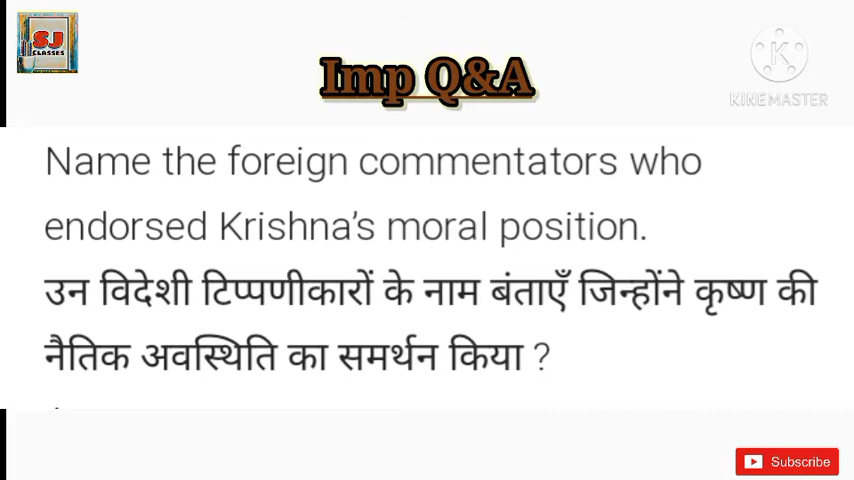 SJ
CLASSES
Imp Q&A
K
KINEMASTER
Name the foreign commentators who
endorsed Krishna's moral position.
उन विदेशी टिप्पणीकारों के नाम बंताएँ जिन्होंने कृष्ण की
नैतिक अवस्थिति का समर्थन किया ?
Subscribe